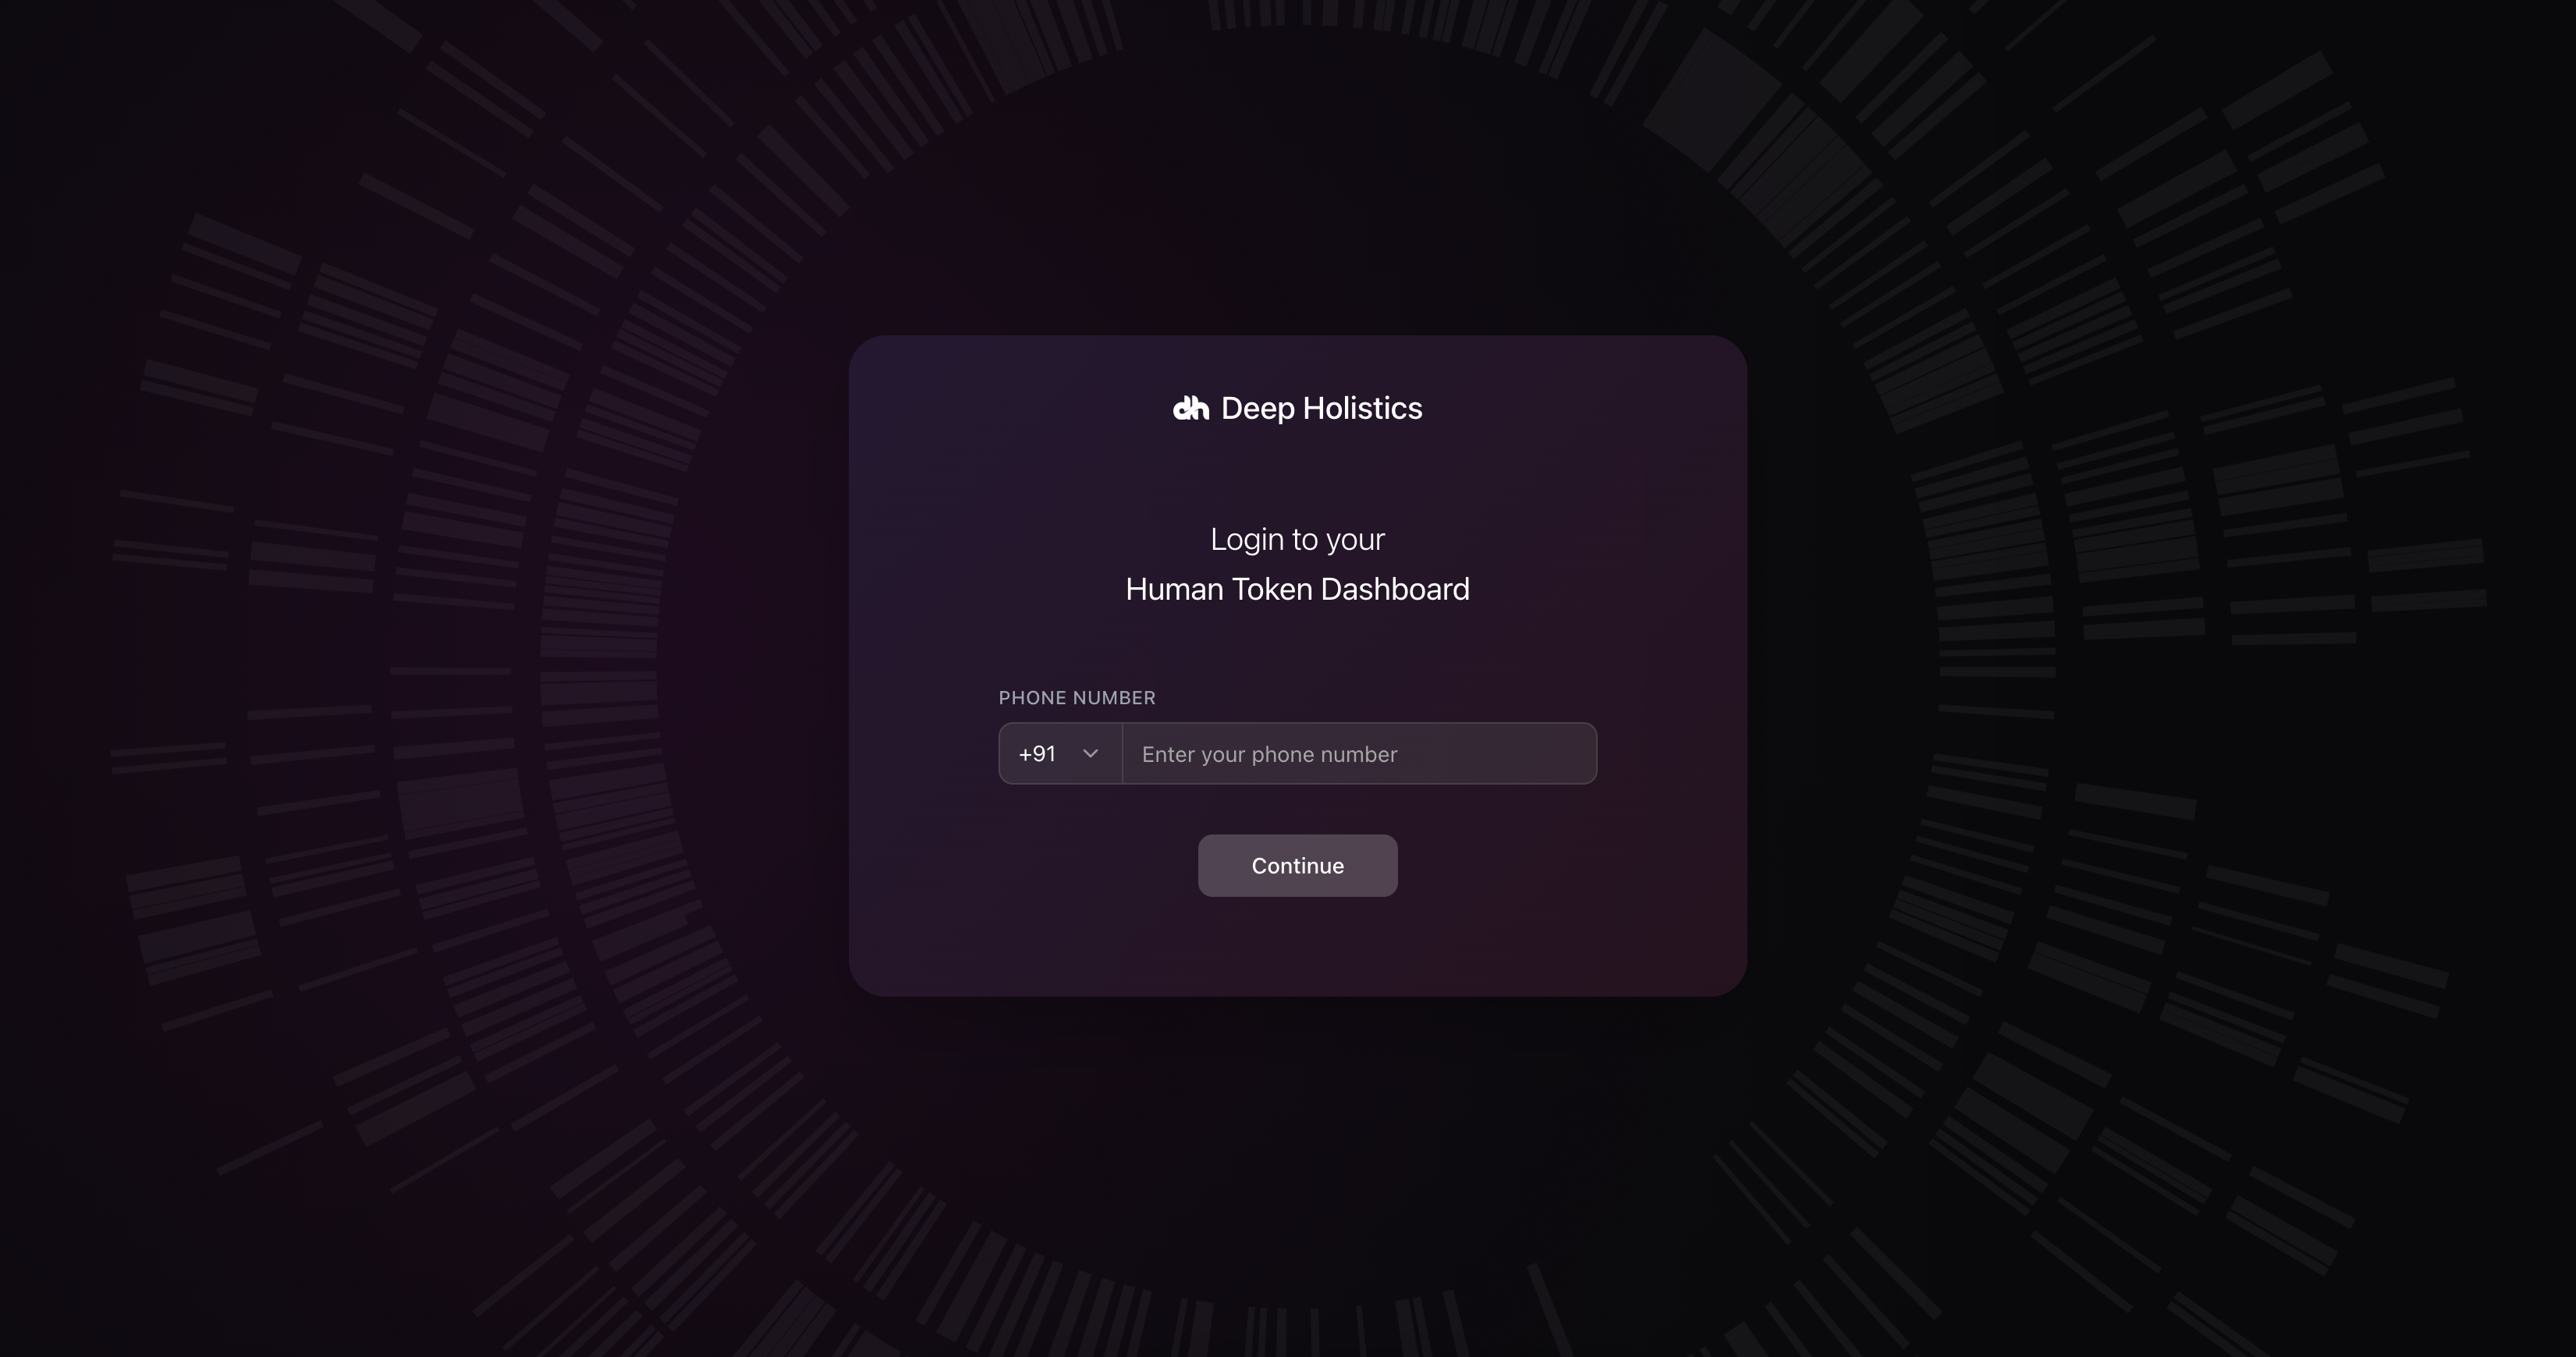 dh Deep Holistics
Login to your
Human Token Dashboard
PHONE NUMBER
+91 Enter your phone number
Continue